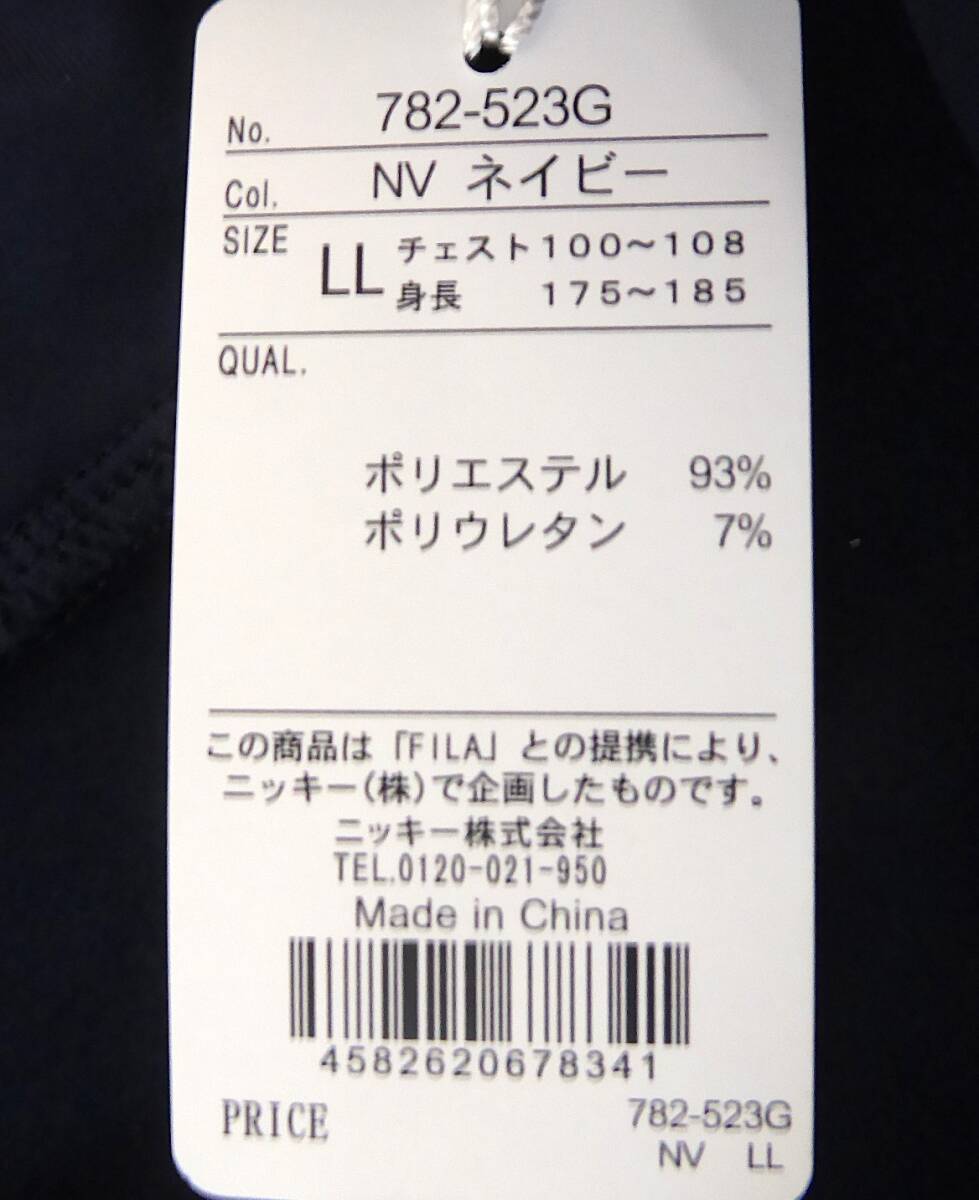 No. 782-523G
Col. NV ネイビー
SIZE LL チェスト 100~108
身長 175~185
QUAL.
ポリエステル 93%
ポリウレタン 7%
この商品は「FILA」との提携により、
ニッキー(株)で企画したものです。
ニッキー株式会社
TEL.0120-021-950
Made in China
4582620678341
PRICE 782-523G
NV LL